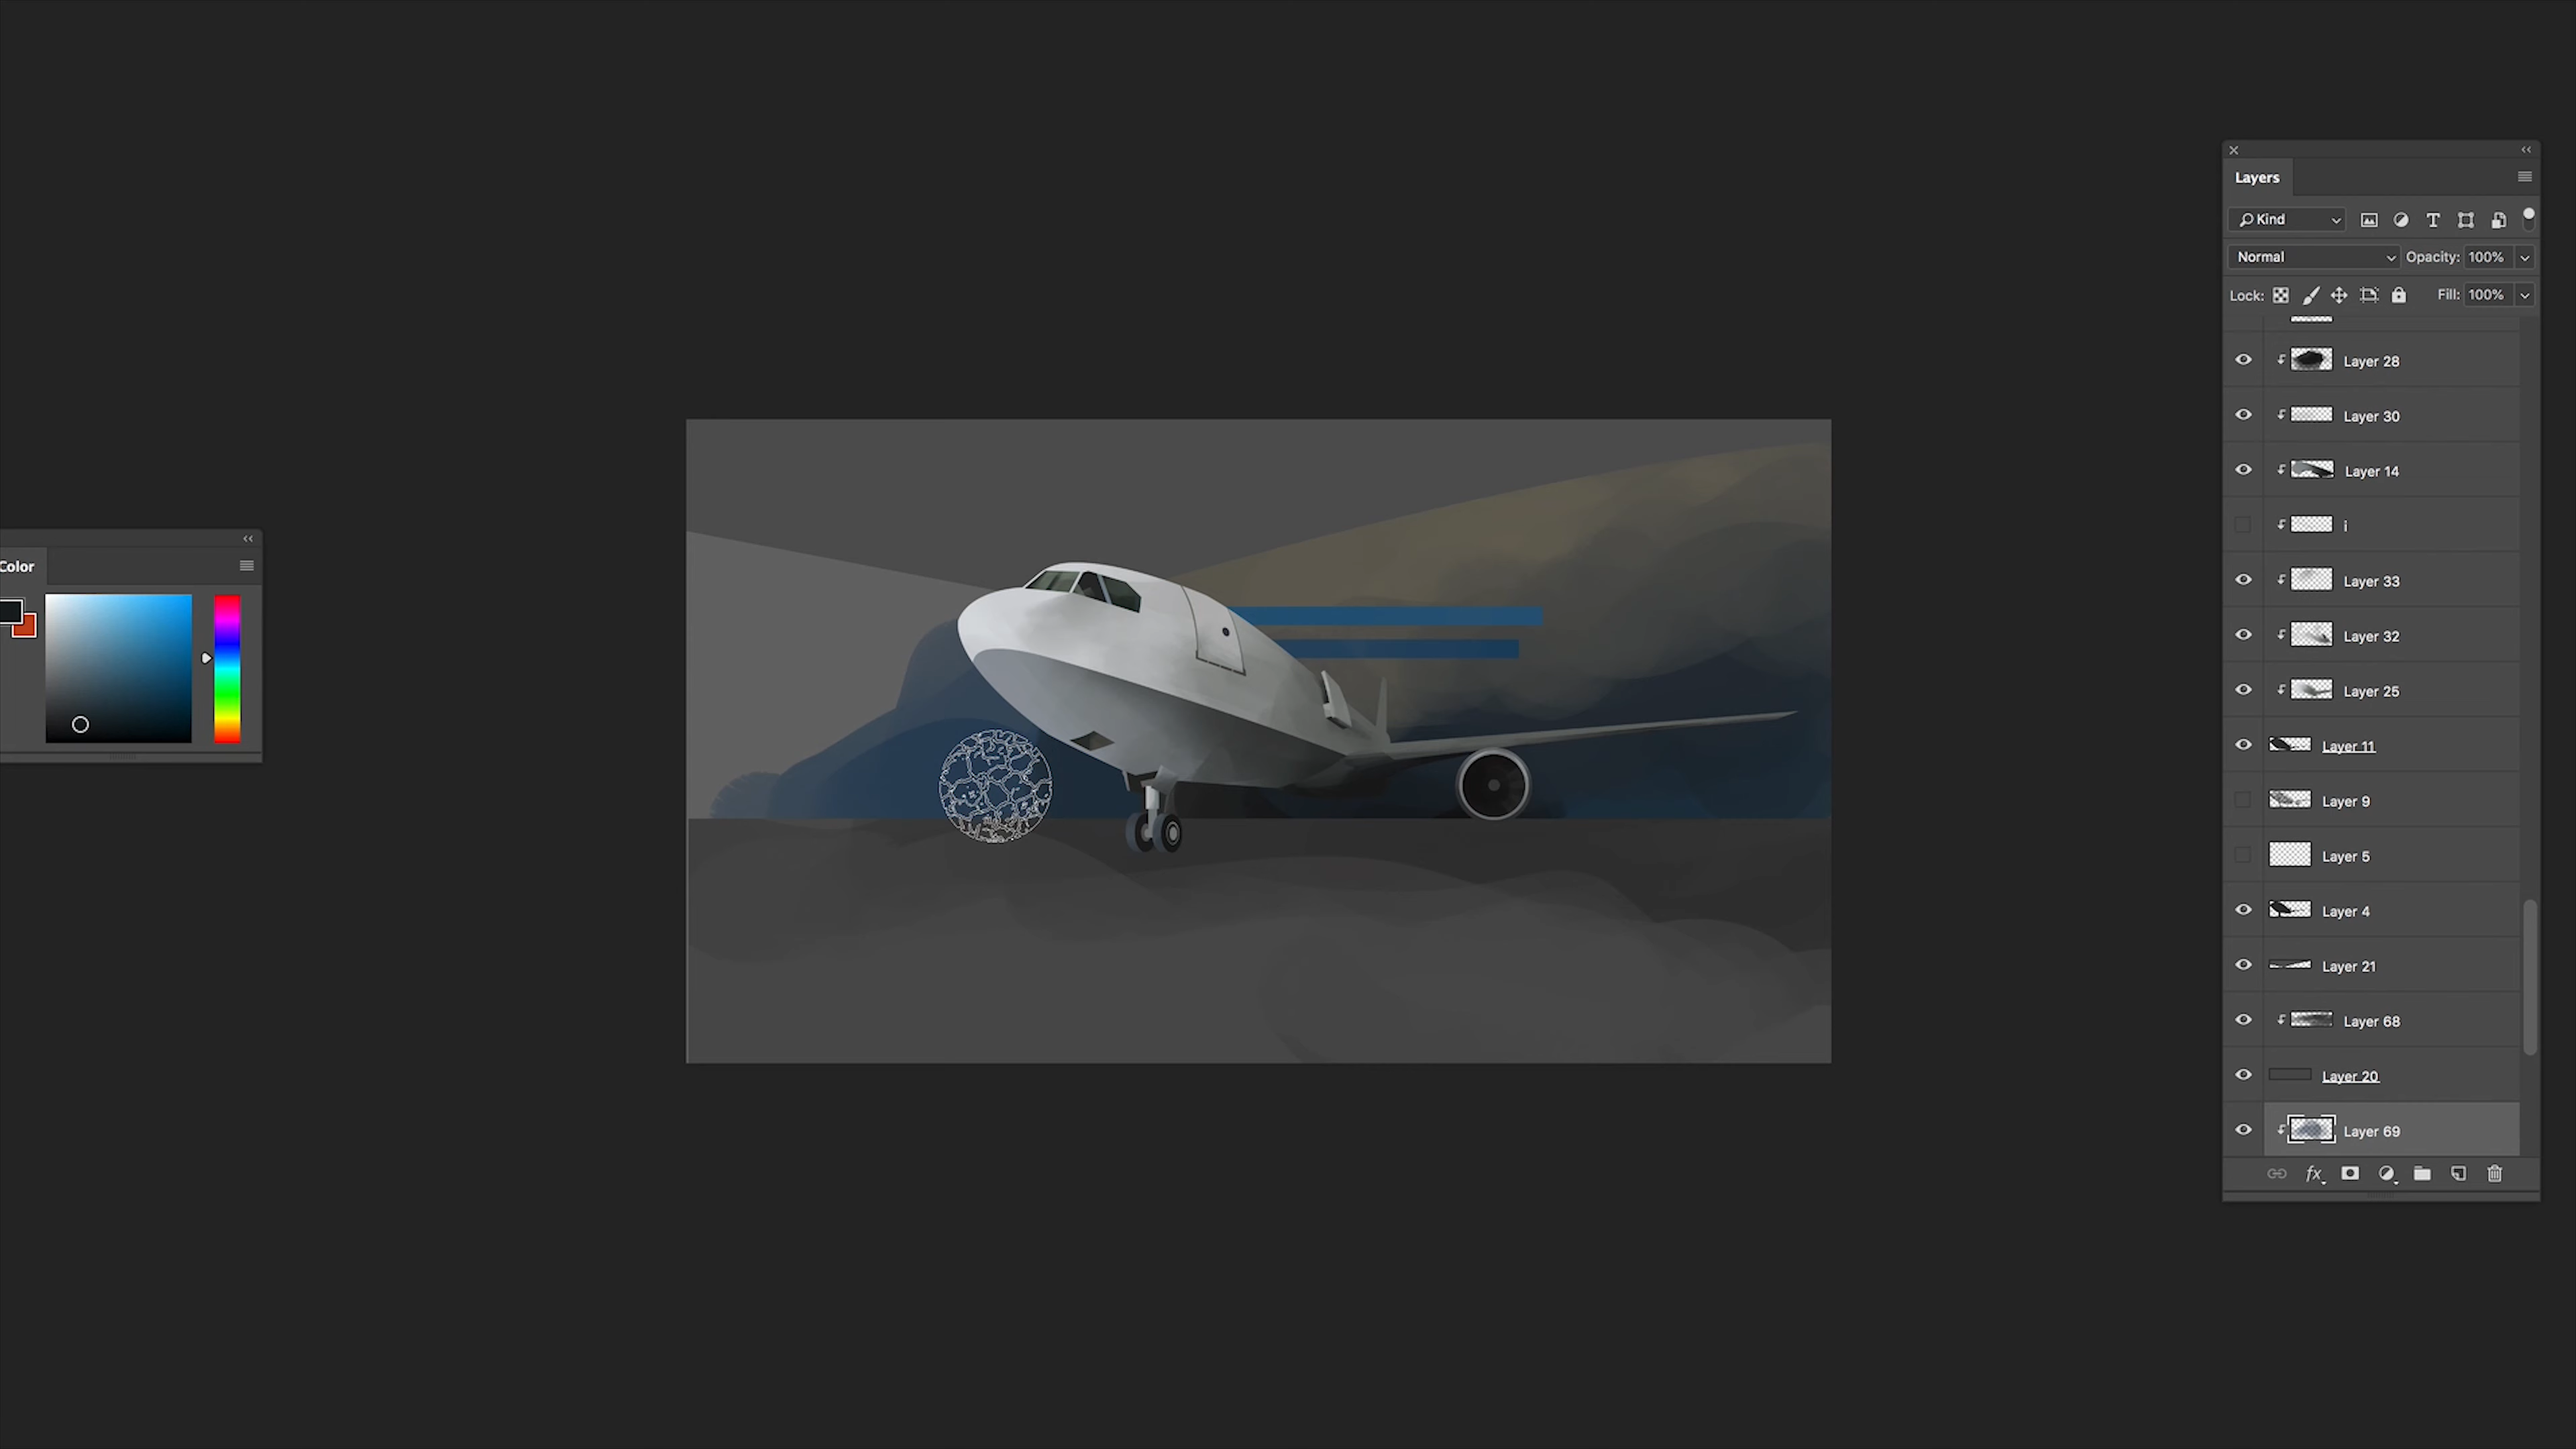 Layers
Kind
Normal
Opacity: 100%
Lock:
Fill: 100%
Layer 28
Layer 30
Layer 14
i
Layer 33
Layer 32
Layer 25
Layer 11
Layer 9
Layer 5
Layer 4
Layer 21
Layer 68
Layer 20
Layer 69
fx
Color